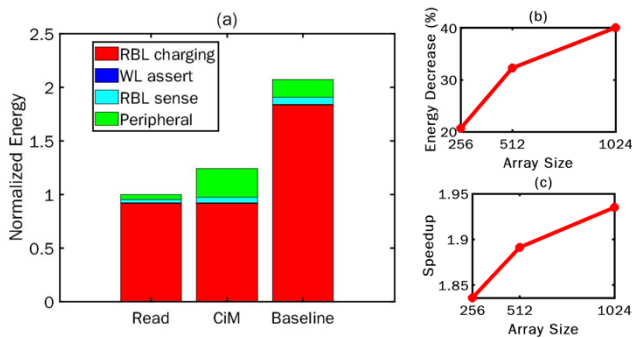 (a)
2.5
2
1.5
1
0.5
0
Normalized Energy
RBL charging
WL assert
RBL sense
Peripheral
Read
CiM
Baseline
(b)
40
30
20
Energy Decrease (%)
256
512
1024
Array Size
(c)
1.95
1.9
1.85
Speedup
256
512
1024
Array Size